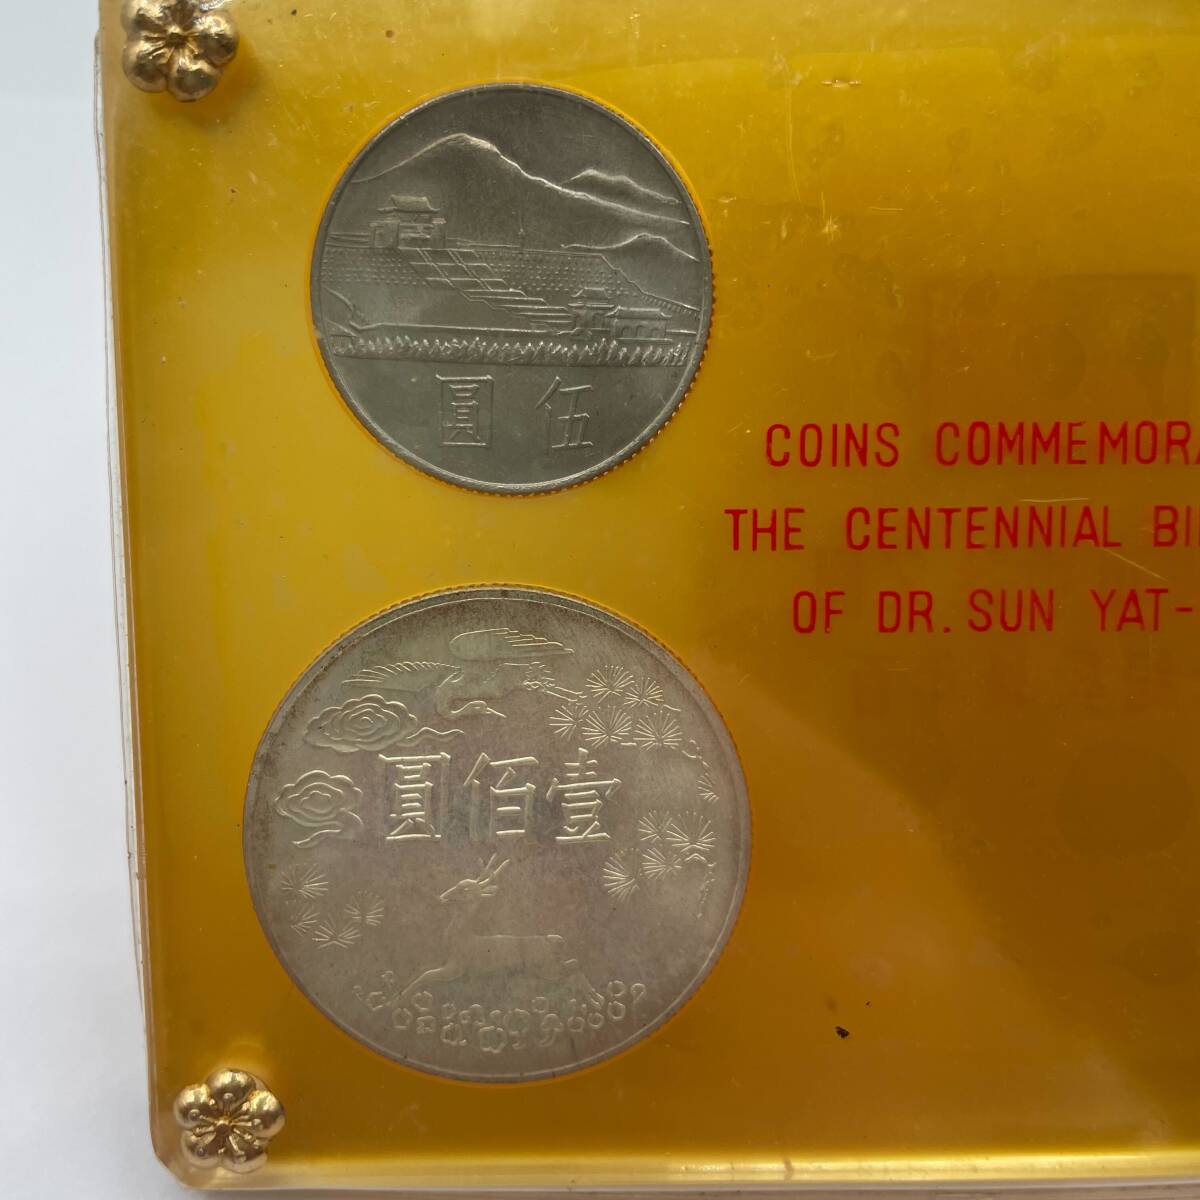 伍圓
COINS COMMEMORA
THE CENTENNIAL BI
OF DR. SUN YAT-
壹佰圓